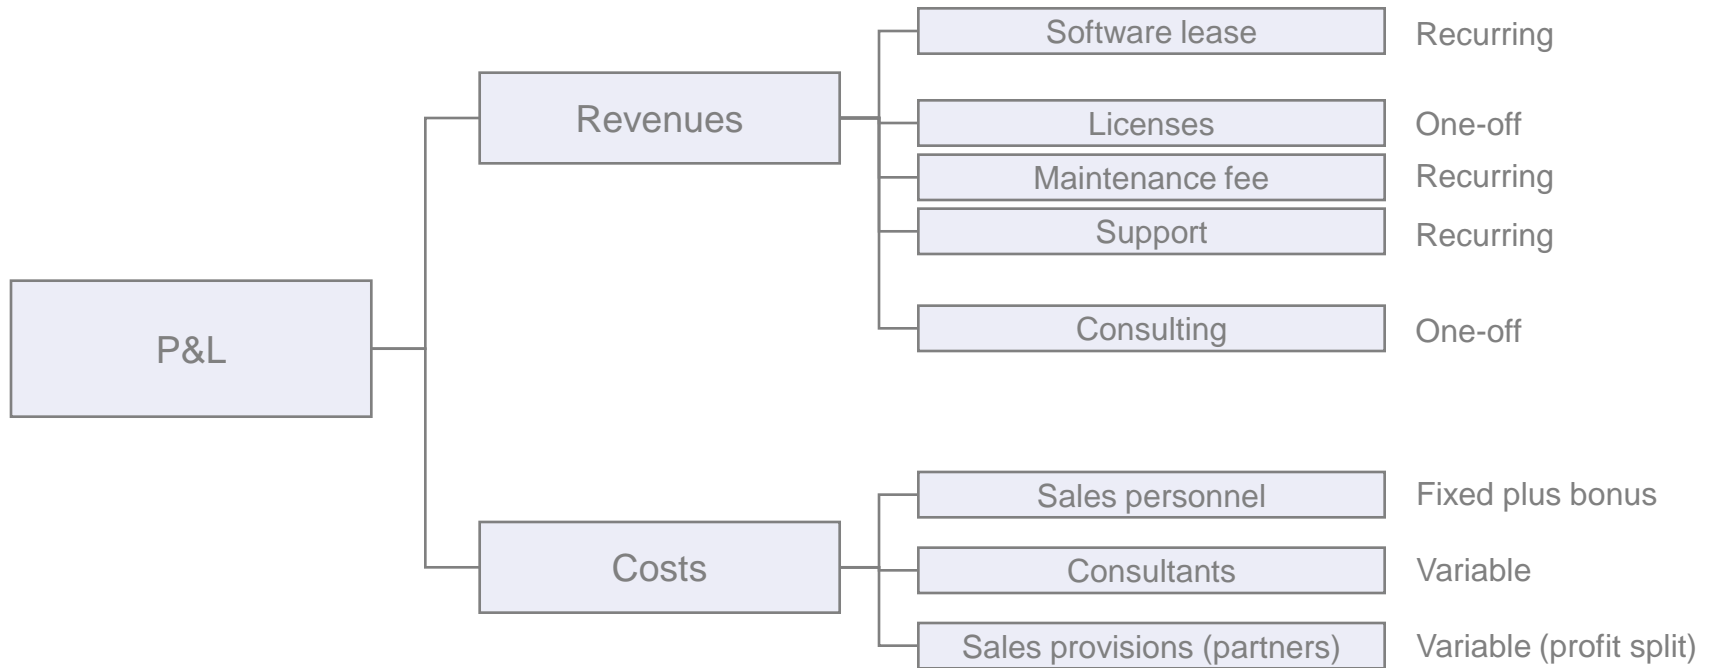 Software lease Recurring
Revenues
Licenses One-off
Maintenance fee Recurring
Support Recurring
Consulting One-off
P&L
Sales personnel Fixed plus bonus
Costs
Consultants Variable
Sales provisions (partners) Variable (profit split)